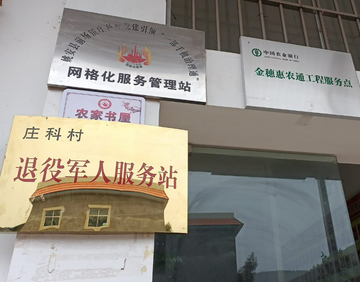 网格化服务管理站
中国农业银行
金穗惠农通工程服务点
农家书屋
庄科村
退役军人服务站